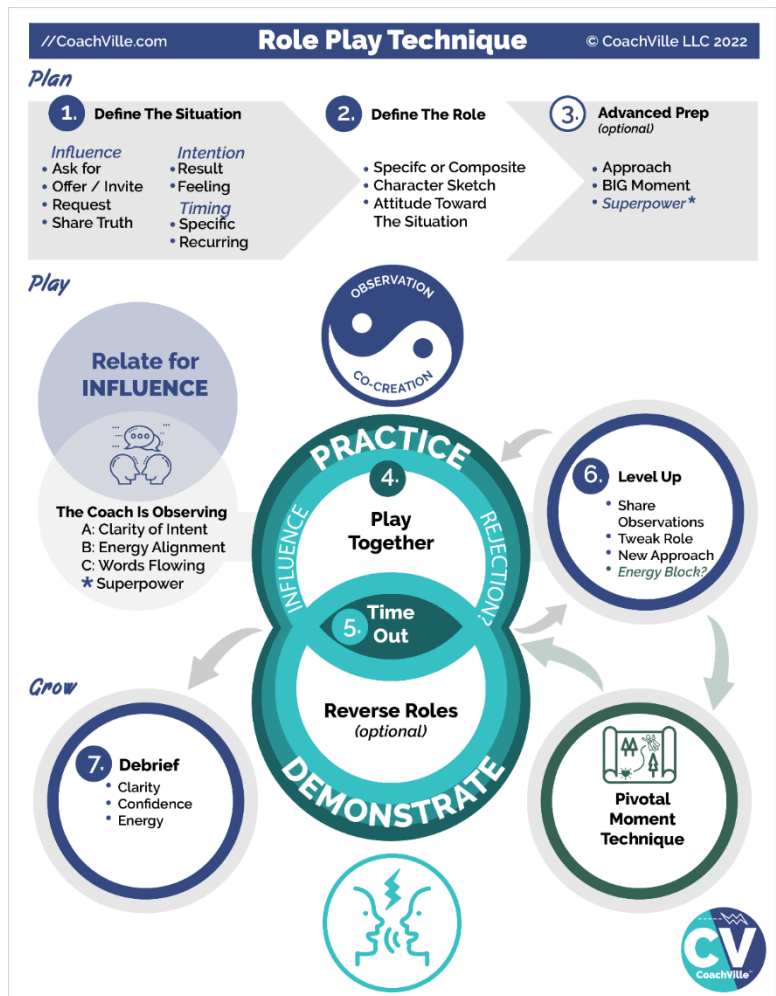 //CoachVille.com
Role Play Technique
© CoachVille LLC 2022
Plan
1. Define The Situation
Influence
• Ask for
• Offer / Invite
• Request
• Share Truth
Intention
• Result
• Feeling
Timing
• Specific
• Recurring
2. Define The Role
• Specifc or Composite
• Character Sketch
• Attitude Toward
The Situation
3. Advanced Prep
(optional)
• Approach
• BIG Moment
• Superpower*
Play
OBSERVATION
CO-CREATION
Relate for
INFLUENCE
The Coach Is Observing
A: Clarity of Intent
B: Energy Alignment
C: Words Flowing
* Superpower
PRACTICE
INFLUENCE
REJECTION?
4.
Play
Together
5. Time
Out
Reverse Roles
(optional)
DEMONSTRATE
6. Level Up
• Share
Observations
• Tweak Role
• New Approach
• Energy Block?
Grow
7. Debrief
• Clarity
• Confidence
• Energy
Pivotal
Moment
Technique
CV
CoachVille